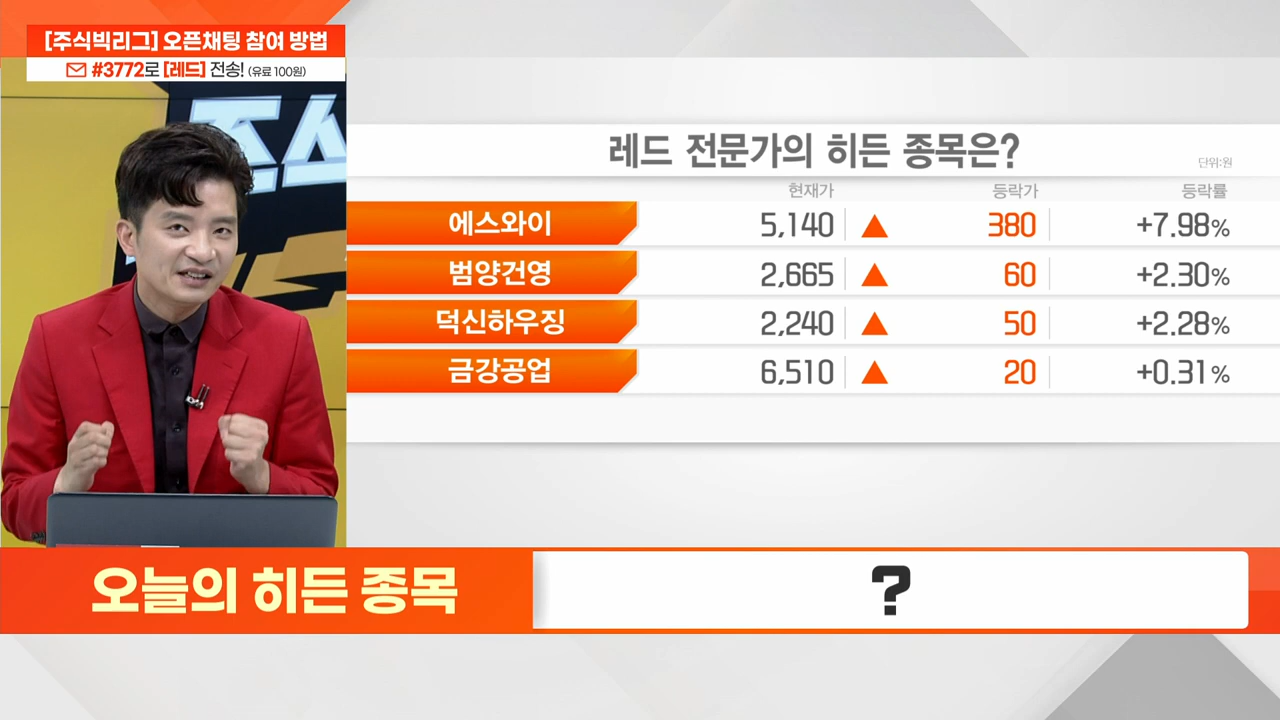 [주식빅리그] 오픈채팅 참여 방법
#3772로 [레드] 전송! (유료 100원)
레드 전문가의 히든 종목은?
단위:원
현재가 등락가 등락률
에스와이 5,140 ▲ 380 +7.98%
범양건영 2,665 ▲ 60 +2.30%
덕신하우징 2,240 ▲ 50 +2.28%
금강공업 6,510 ▲ 20 +0.31%
오늘의 히든 종목 ?